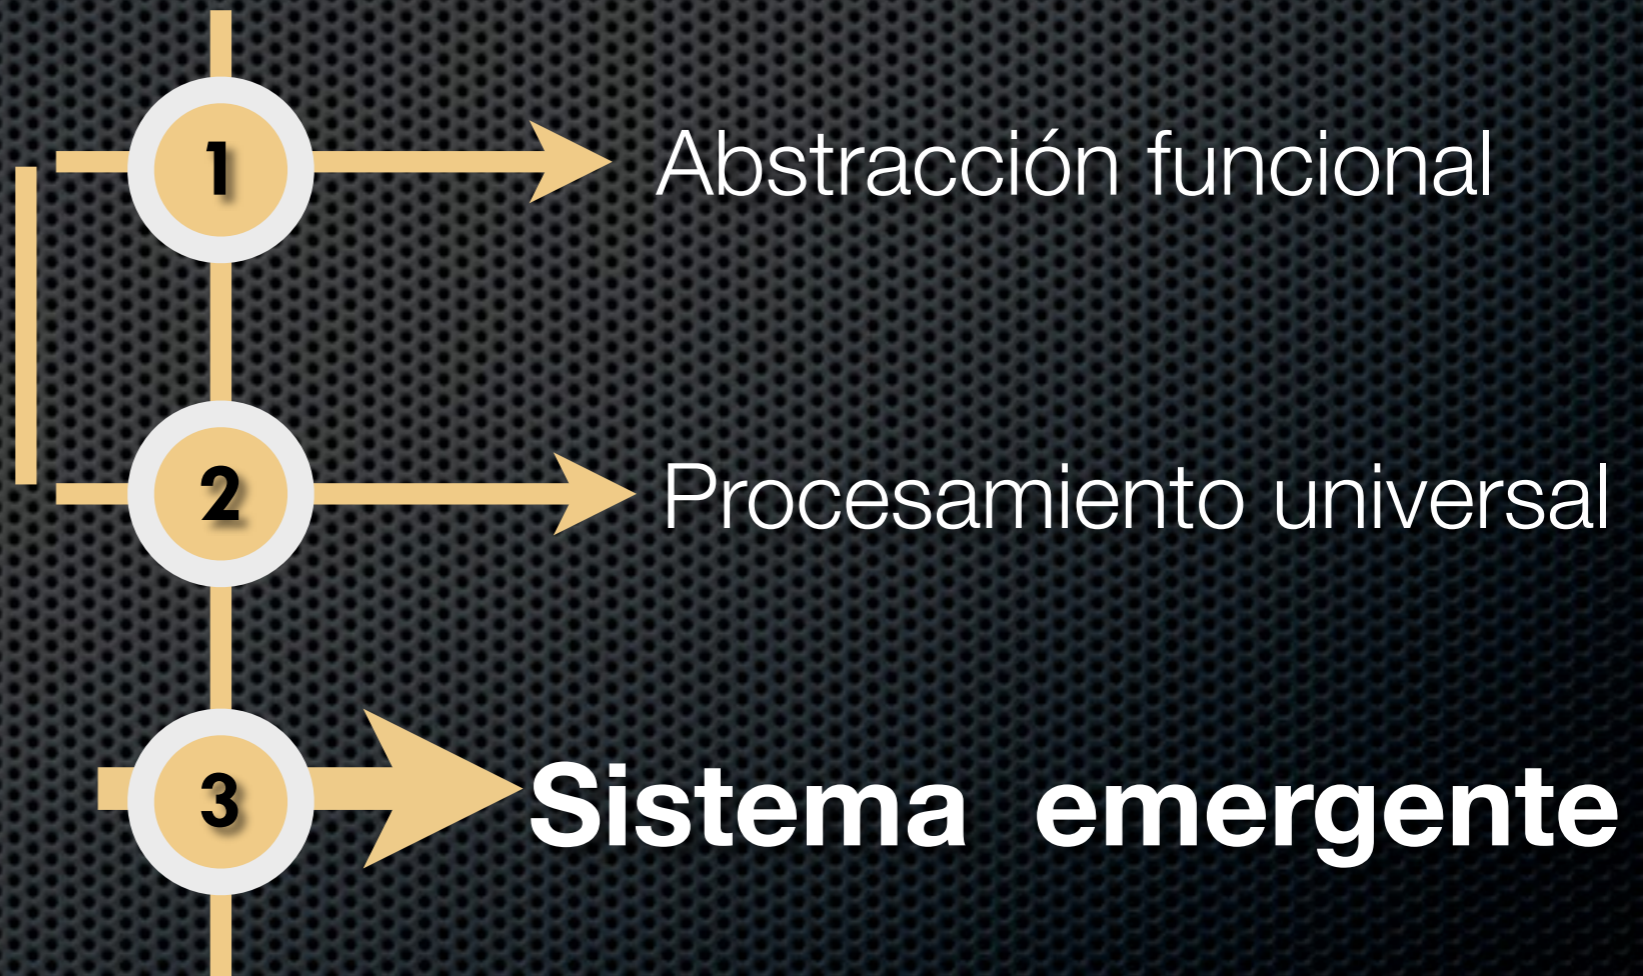 1 Abstracción funcional
2 Procesamiento universal
3 Sistema emergente